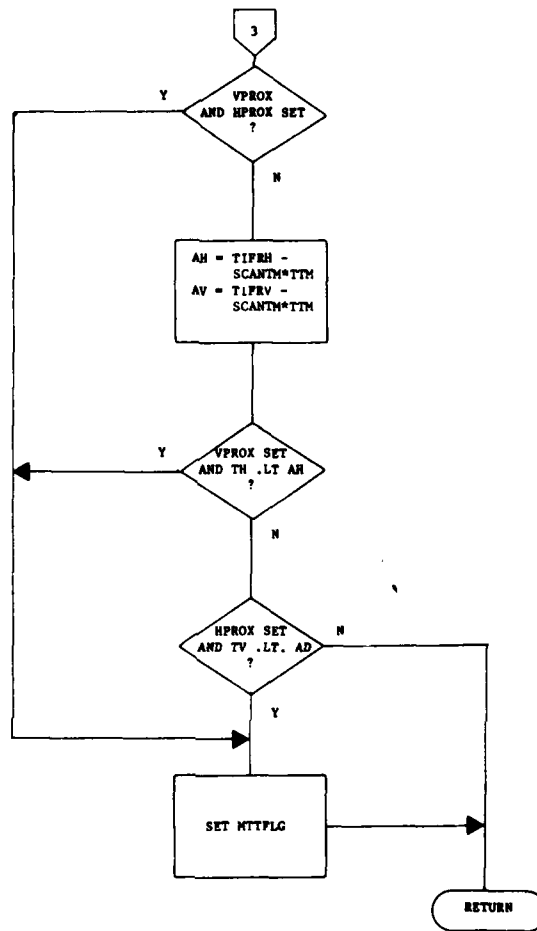 3
Y
VPROX
AND HPROX SET
?
N
AH = TIFRH -
SCANTM*TTM
AV = TIFRV -
SCANTM*TTM
Y
VPROX SET
AND TH .LT AH
?
N
HPROX SET
AND TV .LT. AD
?
N
Y
SET MTTFLG
RETURN